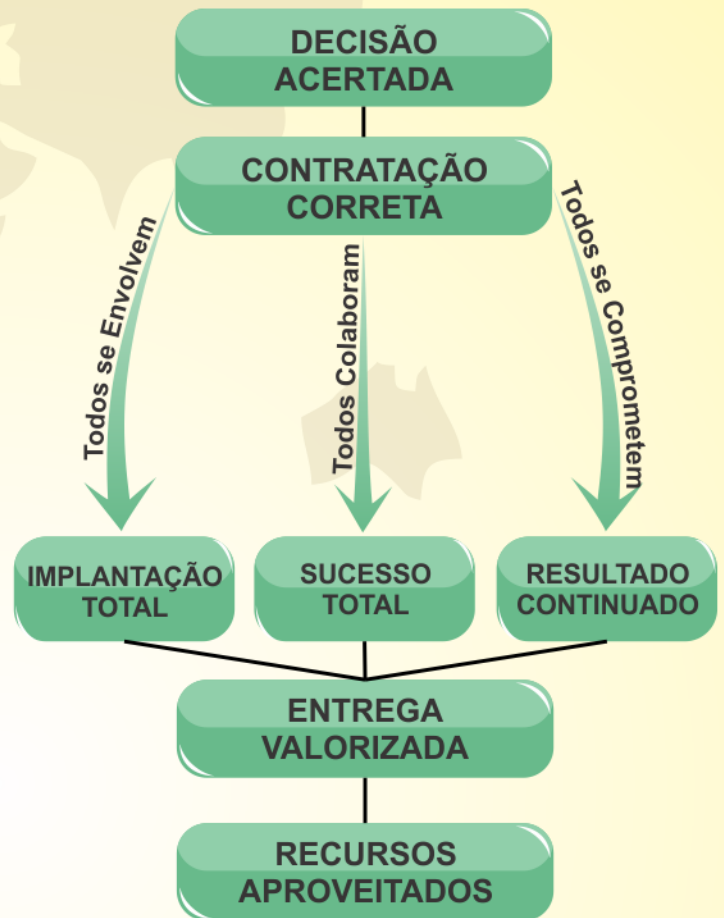 DECISÃO
ACERTADA
CONTRATAÇÃO
CORRETA
Todos se Envolvem
Todos Colaboram
Todos se Comprometem
IMPLANTAÇÃO
TOTAL
SUCESSO
TOTAL
RESULTADO
CONTINUADO
ENTREGA
VALORIZADA
RECURSOS
APROVEITADOS